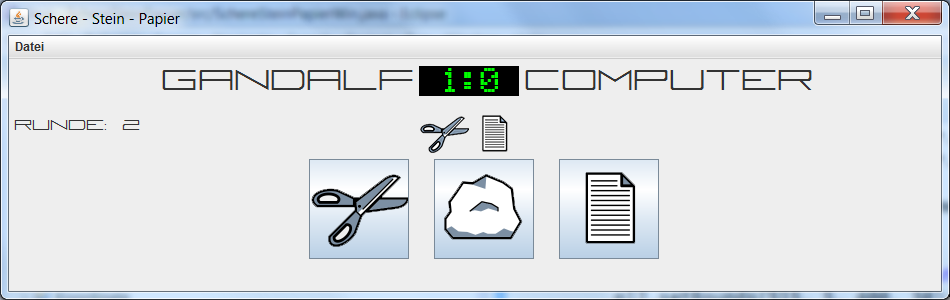 Schere - Stein - Papier
Datei
GANDALF 1:0 COMPUTER
RUNDE: 2